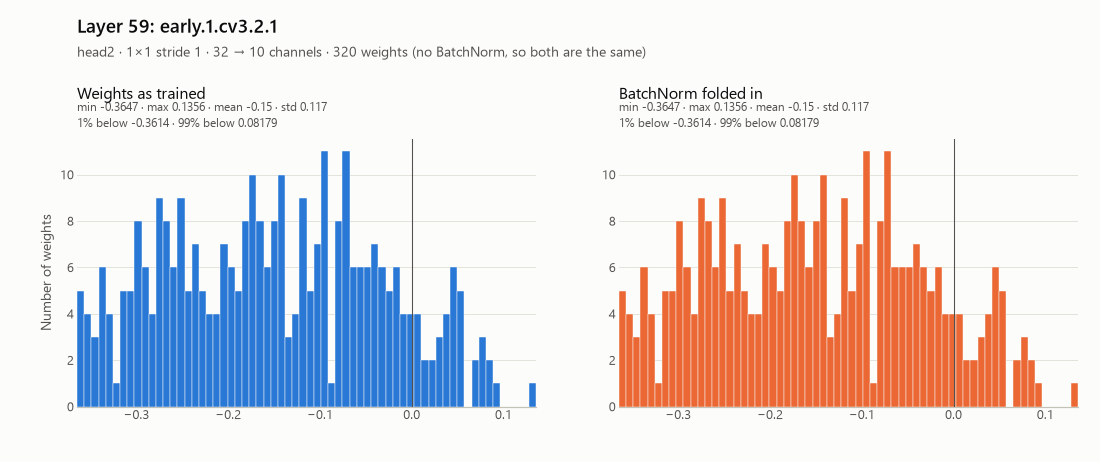 Layer 59: early.1.cv3.2.1
head2 · 1×1 stride 1 · 32 → 10 channels · 320 weights (no BatchNorm, so both are the same)
Weights as trained
min -0.3647 · max 0.1356 · mean -0.15 · std 0.117
1% below -0.3614 · 99% below 0.08179
Number of weights
10
8
6
4
2
0
−0.3 −0.2 −0.1 0.0 0.1
BatchNorm folded in
min -0.3647 · max 0.1356 · mean -0.15 · std 0.117
1% below -0.3614 · 99% below 0.08179
10
8
6
4
2
0
−0.3 −0.2 −0.1 0.0 0.1